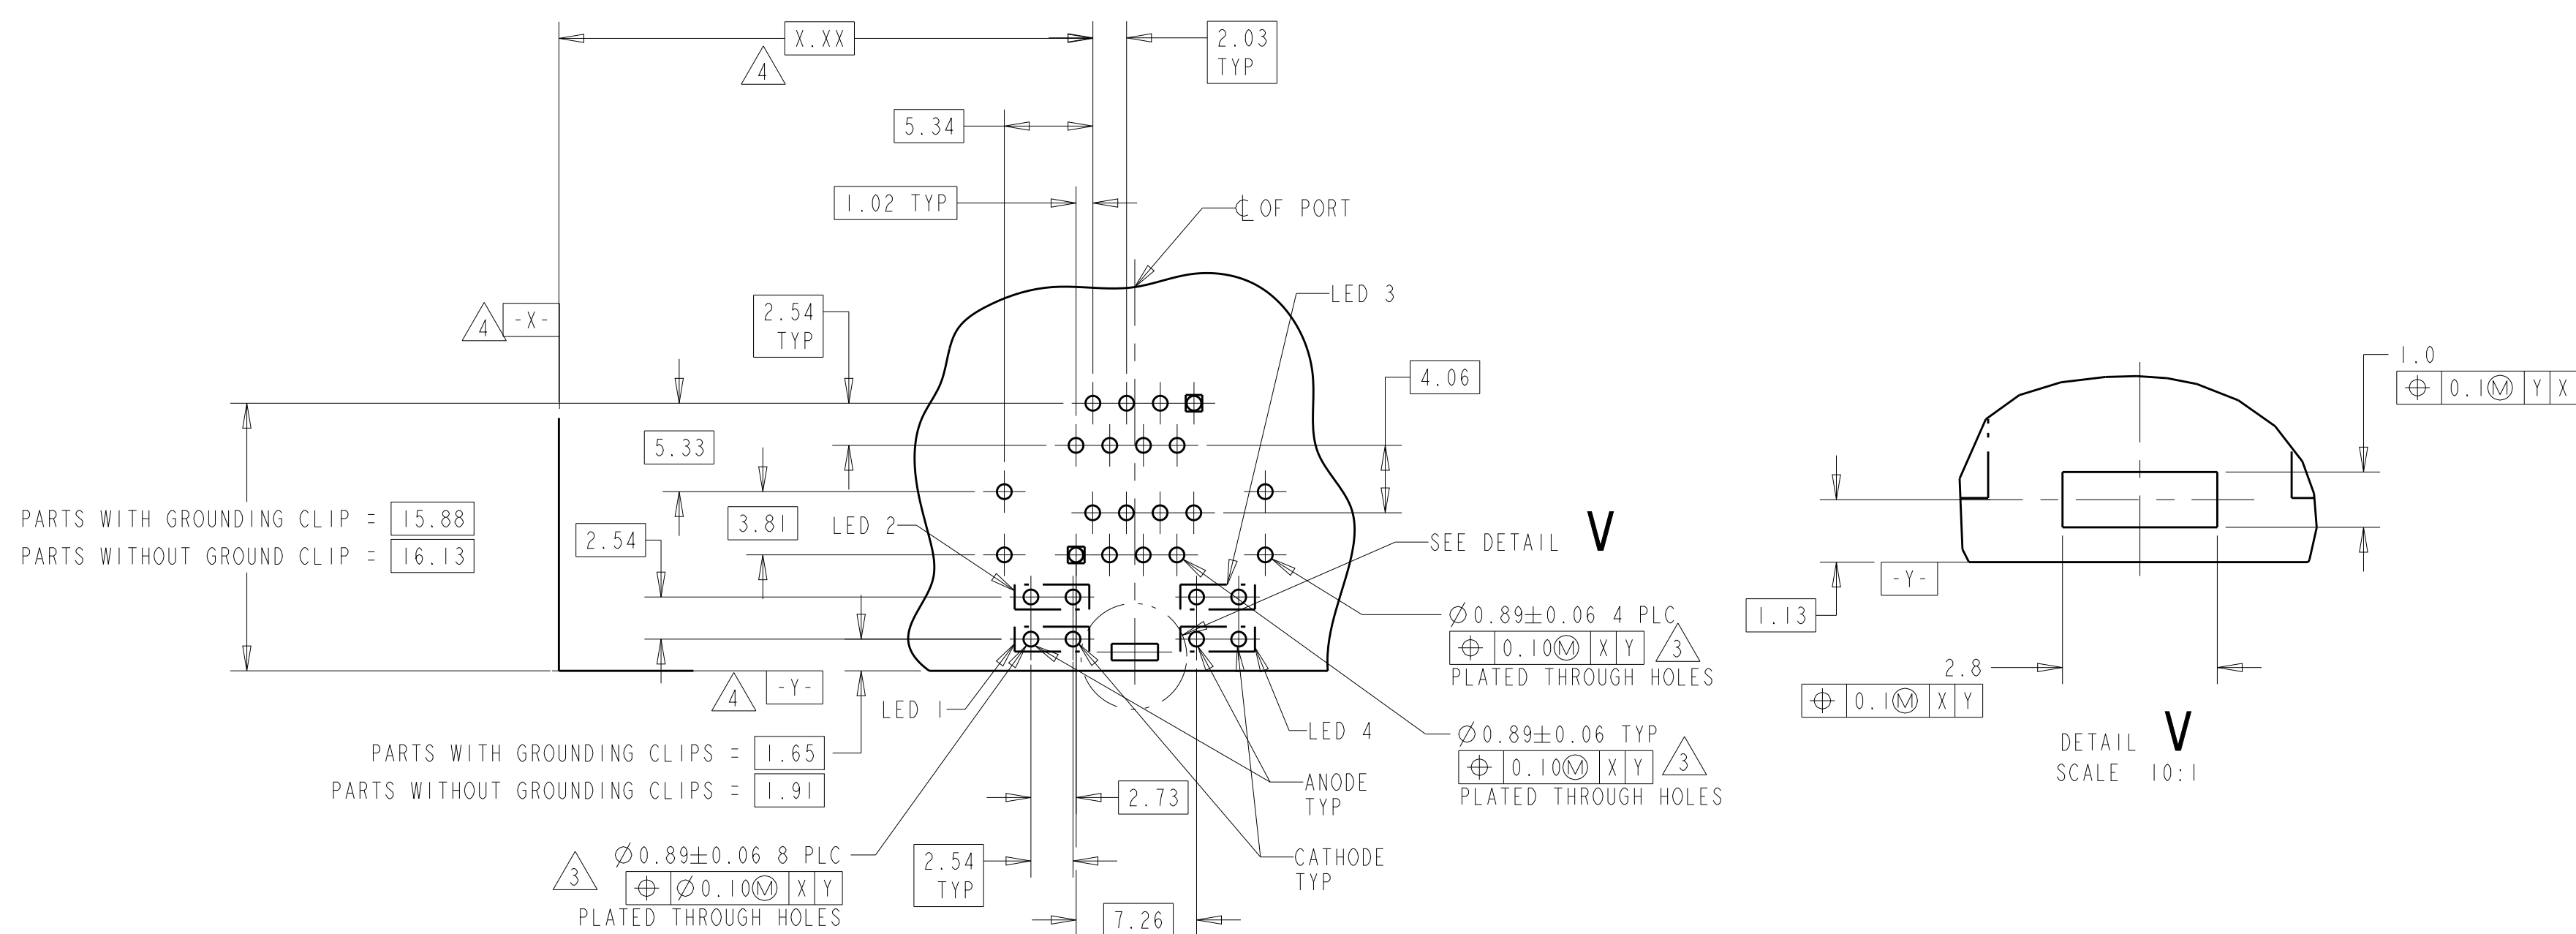 X.XX
4
2.03
TYP
5.34
1.02 TYP
℄ OF PORT
LED 3
2.54
TYP
4
-X-
4.06
1.0
⌖ 0.1Ⓜ Y X
5.33
PARTS WITH GROUNDING CLIP = 15.88
PARTS WITHOUT GROUND CLIP = 16.13
3.81
LED 2
2.54
SEE DETAIL V
-Y-
1.13
Ø0.89±0.06 4 PLC
⌖ 0.10Ⓜ X Y 3
PLATED THROUGH HOLES
2.8
⌖ 0.1Ⓜ X Y
4
-Y-
LED 1
LED 4
Ø0.89±0.06 TYP
⌖ 0.10Ⓜ X Y 3
PLATED THROUGH HOLES
DETAIL V
SCALE 10:1
PARTS WITH GROUNDING CLIPS = 1.65
PARTS WITHOUT GROUNDING CLIPS = 1.91
ANODE
TYP
2.73
Ø0.89±0.06 8 PLC
3
⌖ Ø0.10Ⓜ X Y
PLATED THROUGH HOLES
2.54
TYP
CATHODE
TYP
7.26